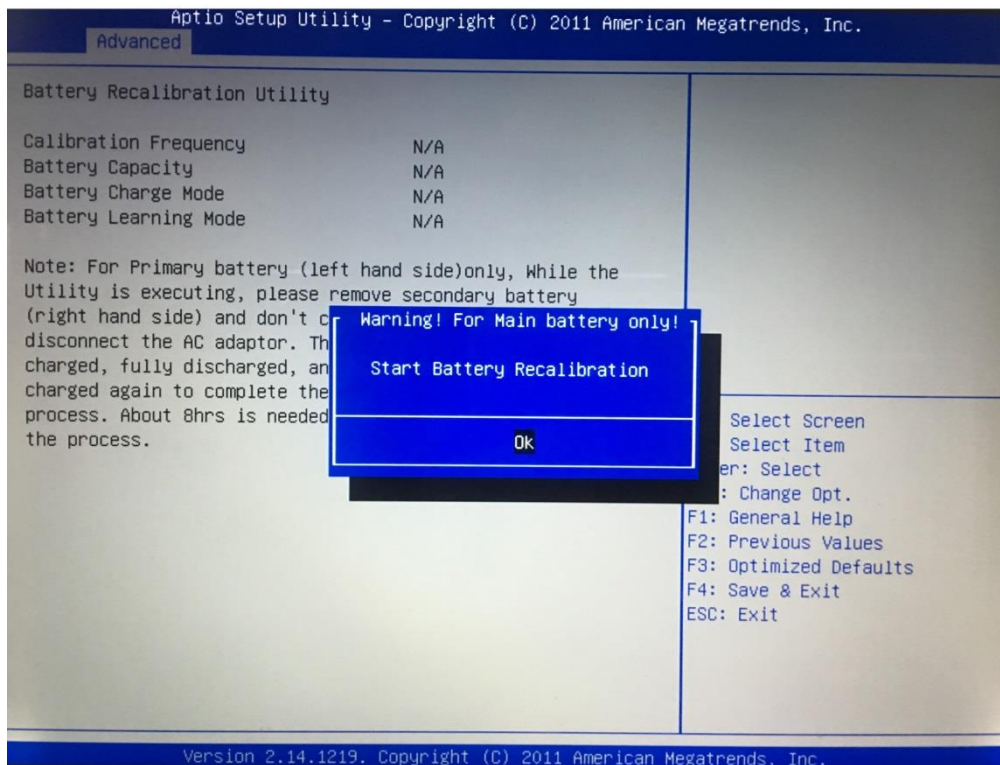 Aptio Setup Utility – Copyright (C) 2011 American Megatrends, Inc.
Advanced
Battery Recalibration Utility
Calibration Frequency N/A
Battery Capacity N/A
Battery Charge Mode N/A
Battery Learning Mode N/A
Note: For Primary battery (left hand side)only, While the
Utility is executing, please remove secondary battery
(right hand side) and don't
disconnect the AC adaptor.
charged, fully discharged,
charged again to complete the
process. About 8hrs is needed
the process.
Warning! For Main battery only!
Start Battery Recalibration
Ok
Select Screen
Select Item
: Select
: Change Opt.
F1: General Help
F2: Previous Values
F3: Optimized Defaults
F4: Save & Exit
ESC: Exit
Version 2.14.1219. Copyright (C) 2011 American Megatrends, Inc.